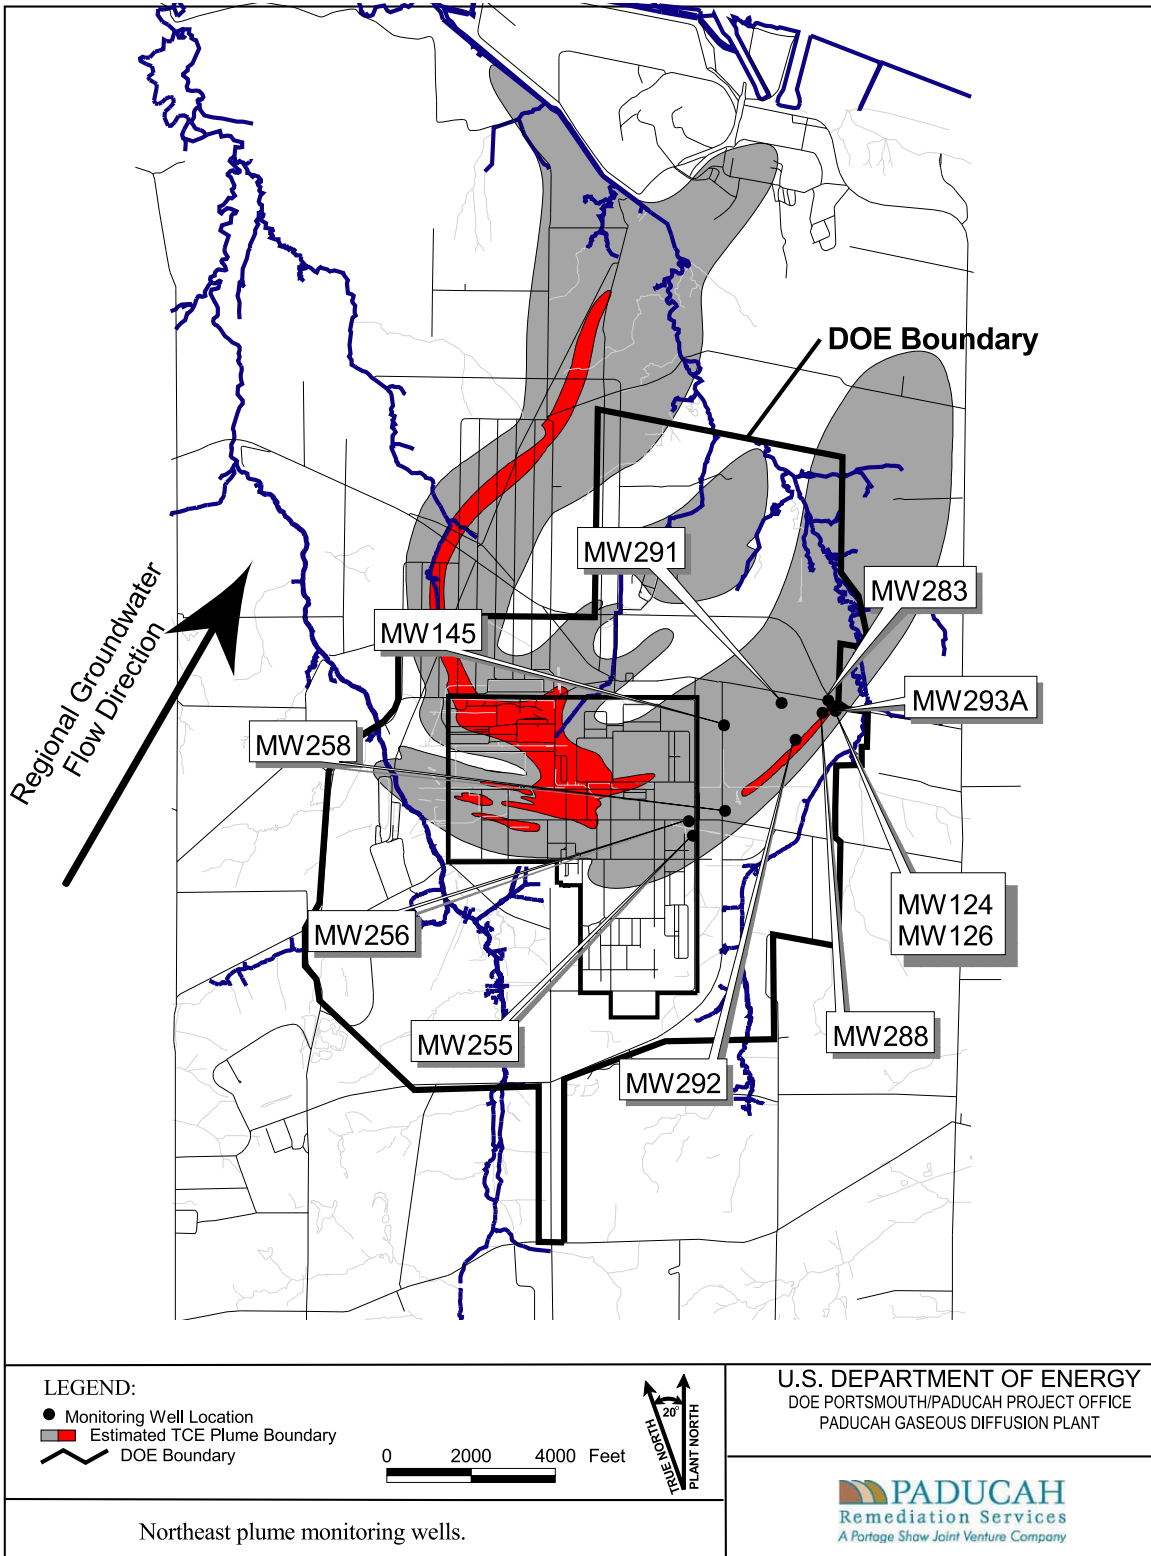 DOE Boundary
MW291
MW283
MW145
MW293A
MW258
Regional Groundwater
Flow Direction
MW124
MW126
MW256
MW288
MW255
MW292
LEGEND:
Monitoring Well Location
Estimated TCE Plume Boundary
DOE Boundary
0 2000 4000 Feet
20°
TRUE NORTH
PLANT NORTH
U.S. DEPARTMENT OF ENERGY
DOE PORTSMOUTH/PADUCAH PROJECT OFFICE
PADUCAH GASEOUS DIFFUSION PLANT
PADUCAH
Remediation Services
A Portage Shaw Joint Venture Company
Northeast plume monitoring wells.